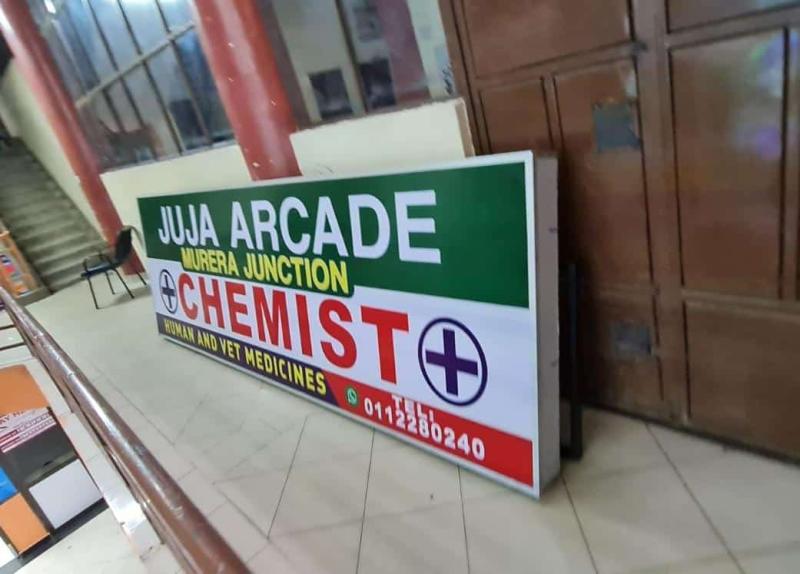 JUJA ARCADE
MURERA JUNCTION
CHEMIST
HUMAN AND VET MEDICINES
TEL:
0112280240